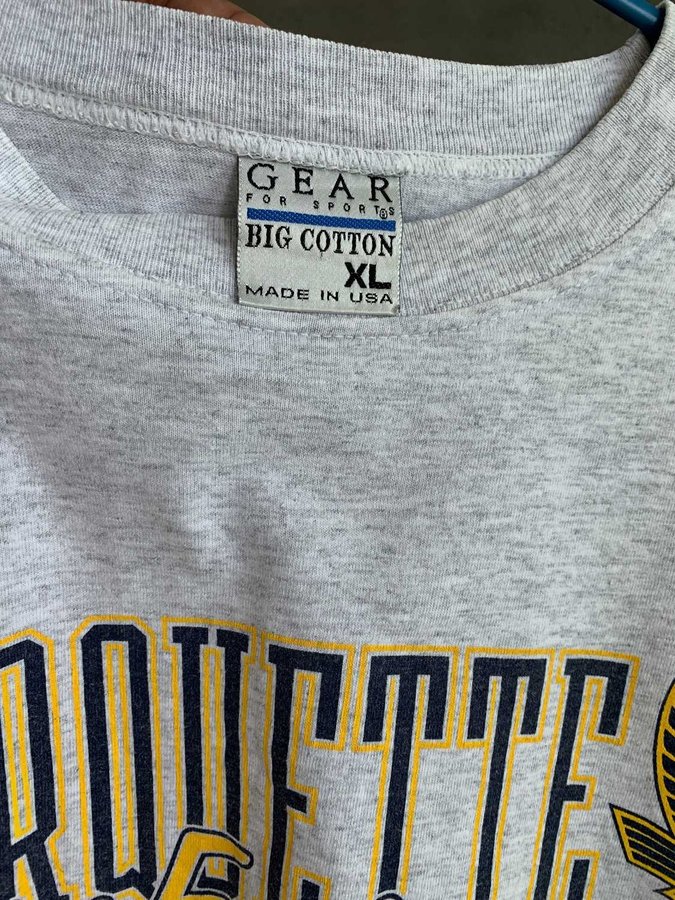 GEAR
FOR SPORTS®
BIG COTTON
XL
MADE IN USA
RQUETTE